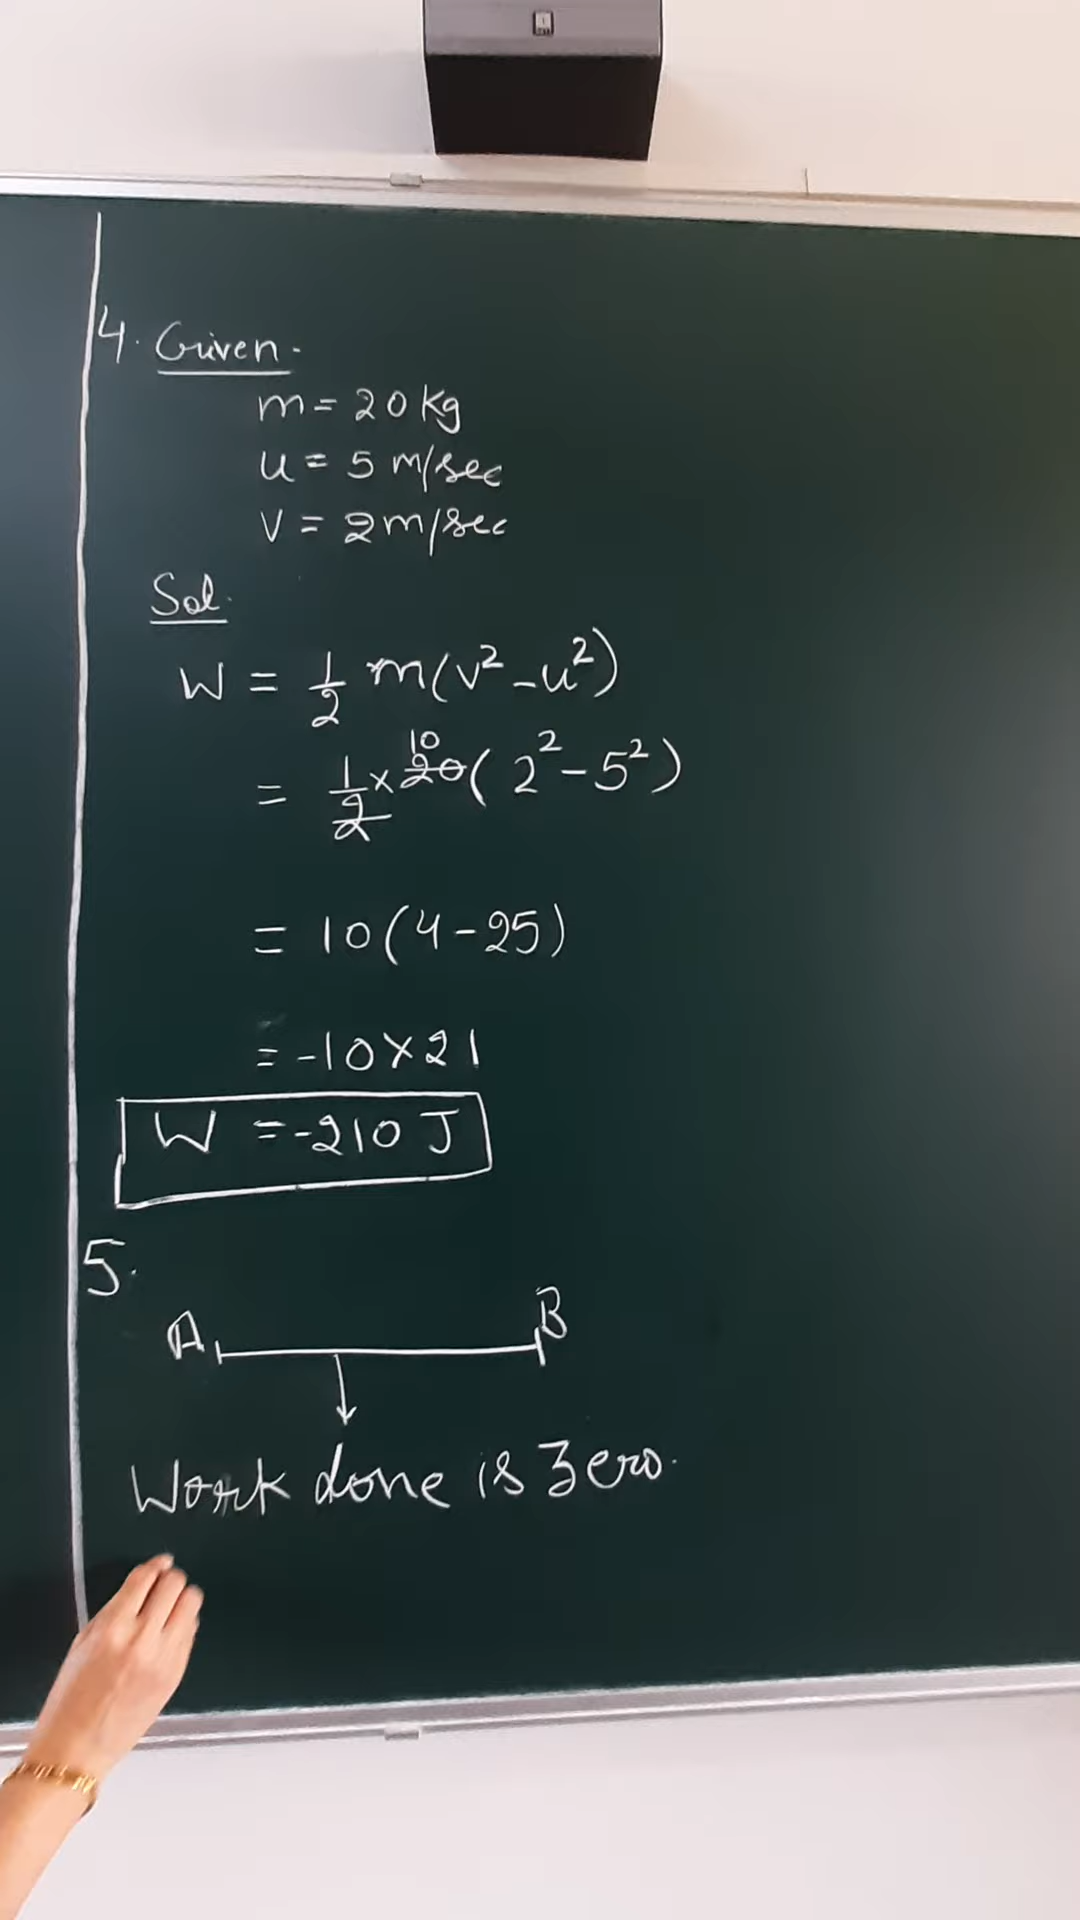 4. Given.
m = 20 kg
u = 5 m/sec
v = 2m/sec
Sol.
W = 1/2 m(v² - u²)
= 1/2 × 20 10 ( 2² - 5² )
= 10 (4 - 25)
= -10 × 21
W = -210 J
5.
A B
Work done is zero.